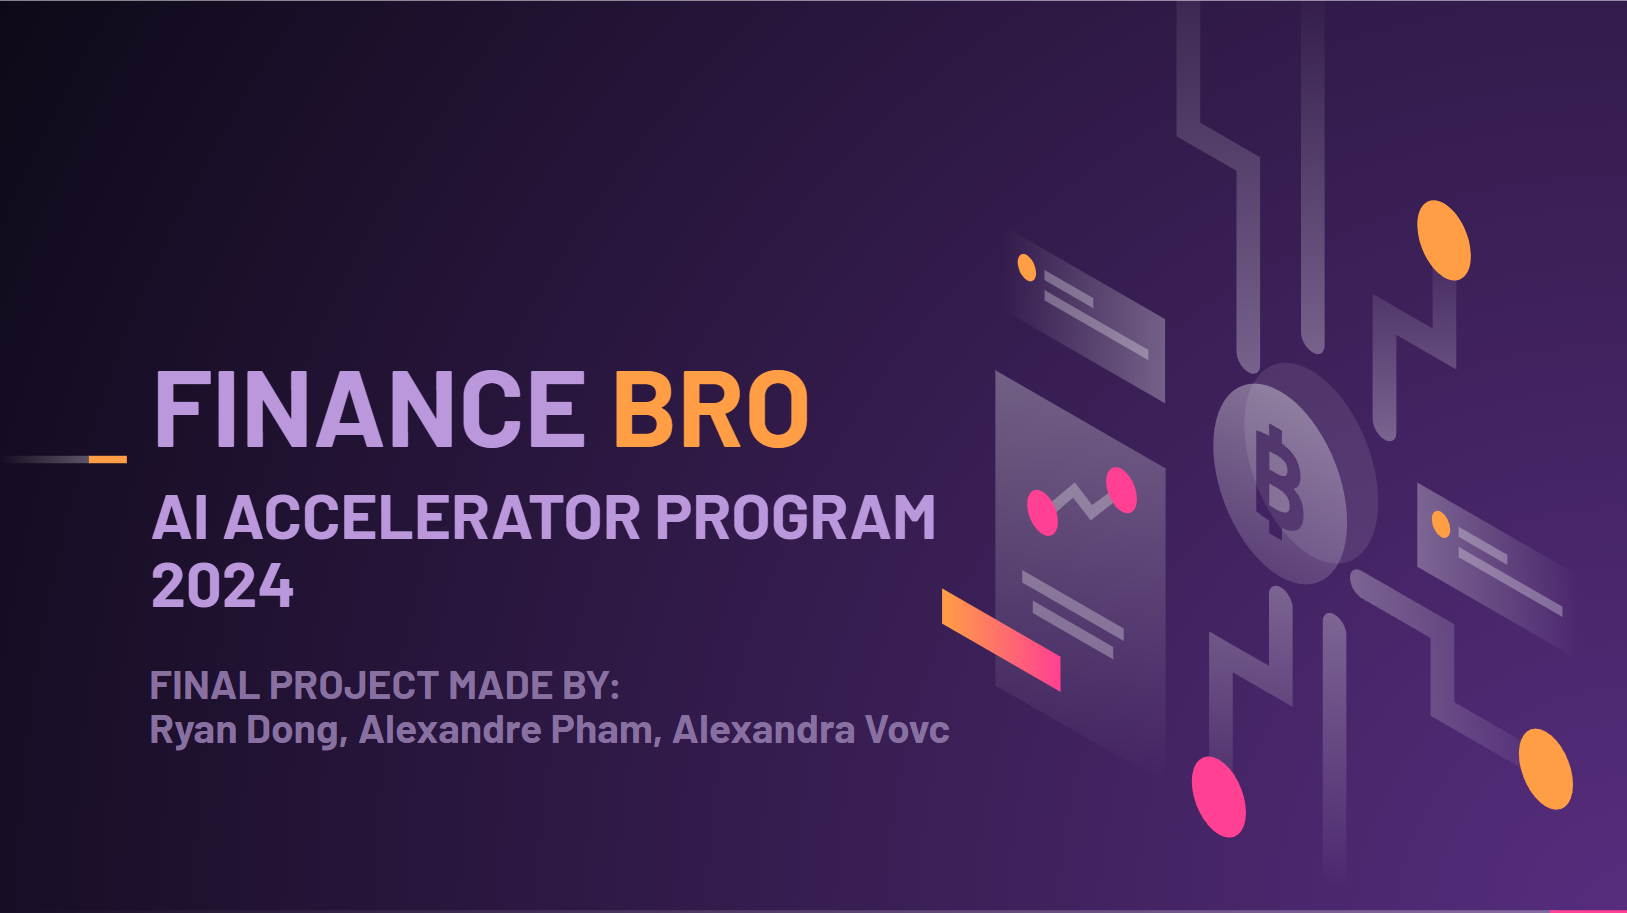 FINANCE BRO
AI ACCELERATOR PROGRAM
2024
FINAL PROJECT MADE BY:
Ryan Dong, Alexandre Pham, Alexandra Vovc